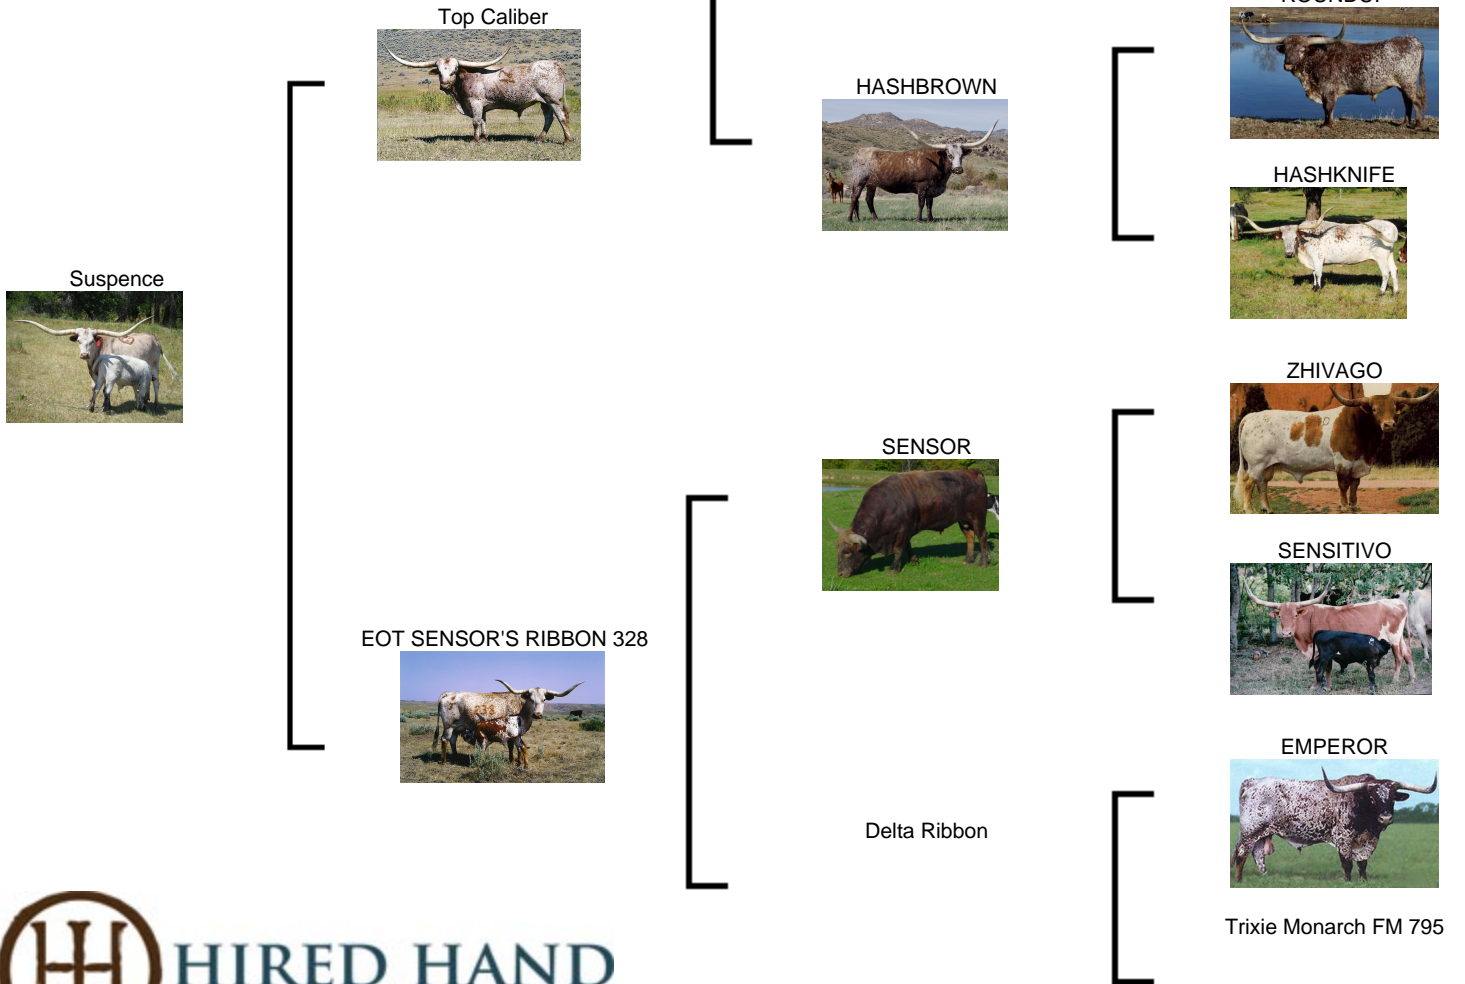 Top Caliber
HASHBROWN
HASHKNIFE
Suspence
ZHIVAGO
SENSOR
SENSITIVO
EOT SENSOR'S RIBBON 328
EMPEROR
Delta Ribbon
Trixie Monarch FM 795
HIRED HAND